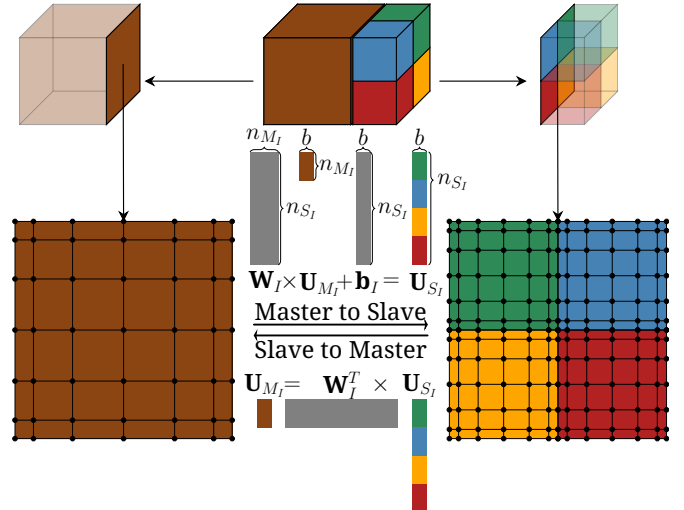 n_{M_I} b b b
n_{M_I} n_{S_I} n_{S_I} n_{S_I}
W_I × U_{M_I} + b_I = U_{S_I}
Master to Slave
Slave to Master
U_{M_I} = W_I^T × U_{S_I}